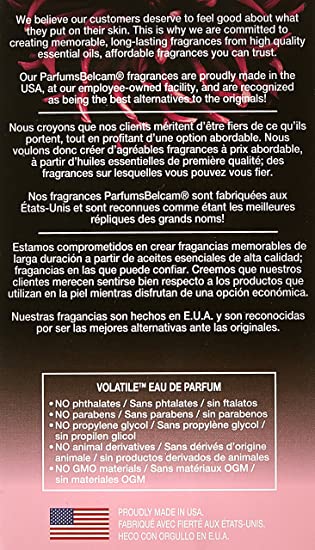 We believe our customers deserve to feel good about what
they put on their skin. This is why we are committed to
creating memorable, long-lasting fragrances from high quality
essential oils, affordable fragrances you can trust.
Our ParfumsBelcam® fragrances are proudly made in the
USA, at our employee-owned facility, and are recognized
as being the best alternatives to the originals!
Nous croyons que nos clients méritent d'être fiers de ce qu'ils
portent, tout en profitant d'une option abordable. Nous
voulons donc créer d'agréables fragrances à prix abordable,
à partir d'huiles essentielles de première qualité; des
fragrances sur lesquelles vous pouvez vous fier.
Nos fragrances ParfumsBelcam® sont fabriquées aux
États-Unis et sont reconnues comme étant les meilleures
répliques des grands noms!
Estamos comprometidos en crear fragancias memorables de
larga duración a partir de aceites esenciales de alta calidad;
fragancias en las que puede confiar. Creemos que nuestros
clientes merecen sentirse bien respecto a los productos que
utilizan en la piel mientras disfrutan de una opción económica.
Nuestras fragancias son hechos en E.U.A. y son reconocidas
por ser las mejores alternativas ante las originales.
VOLATILE™ EAU DE PARFUM
• NO phthalates / Sans phtalates / sin ftalatos
• NO parabens / Sans parabens / sin parabenos
• NO propylene glycol / Sans propylène glycol /
sin propilen glicol
• NO animal derivatives / Sans dérivés d'origine
animale / sin productos derivados de animales
• NO GMO materials / Sans matériaux OGM /
sin materiales OGM
PROUDLY MADE IN USA.
FABRIQUÉ AVEC FIERTÉ AUX ÉTATS-UNIS.
HECO CON ORGULLO EN E.U.A.